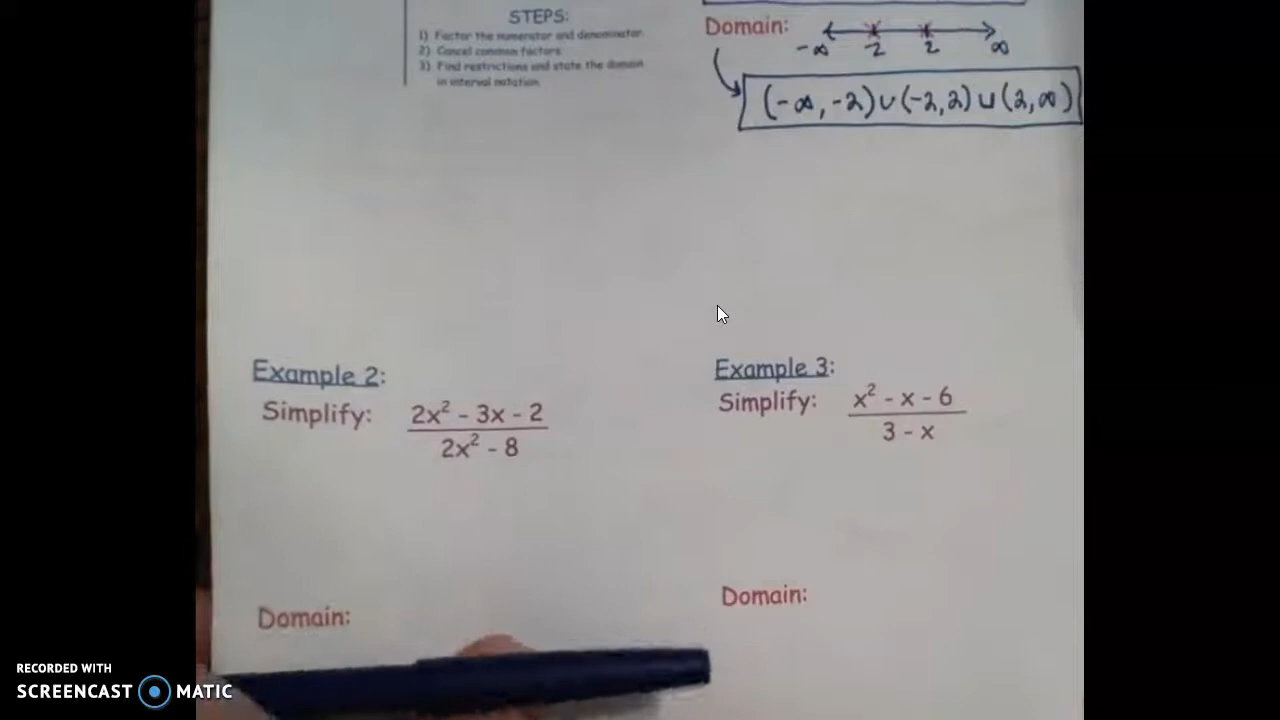 STEPS:
1) Factor the numerator and denominator.
2) Cancel common factors.
3) Find restrictions and state the domain
in interval notation.
Domain:
-∞ -2 2 ∞
(-∞, -2) ∪ (-2, 2) ∪ (2, ∞)
Example 2:
Simplify: 2x² - 3x - 2
2x² - 8
Domain:
Example 3:
Simplify: x² - x - 6
3 - x
Domain:
RECORDED WITH
SCREENCAST MATIC